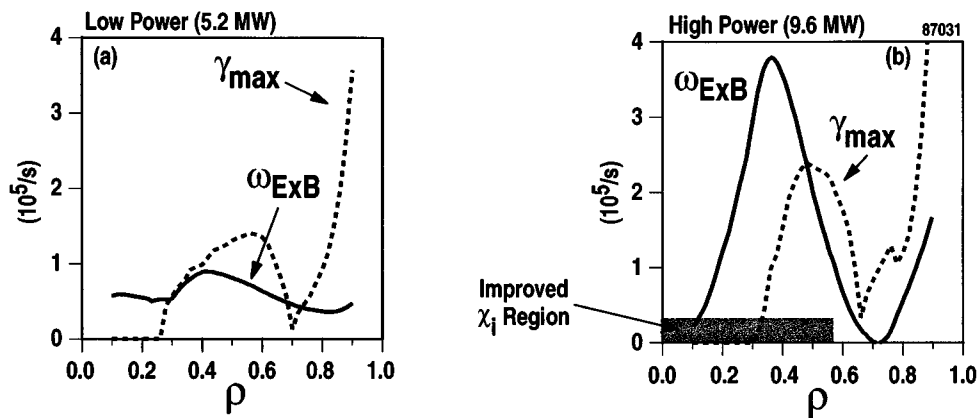 Low Power (5.2 MW)
(a)
γmax
ωExB
(10⁵/s)
4
3
2
1
0
0.0 0.2 0.4 0.6 0.8 1.0
ρ
High Power (9.6 MW)
87031
(b)
ωExB
γmax
(10⁵/s)
4
3
2
1
0
Improved
χi Region
0.0 0.2 0.4 0.6 0.8 1.0
ρ